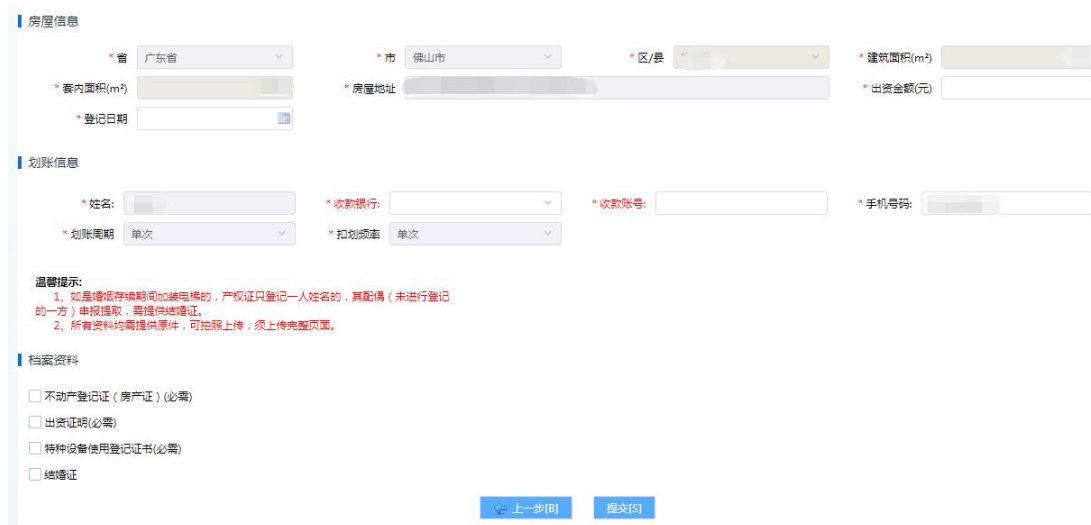 房屋信息
* 省 广东省 * 市 佛山市 * 区/县 * 建筑面积(m²)
* 套内面积(m²) * 房屋地址 * 出资金额(元)
* 登记日期
划账信息
* 姓名: * 收款银行: * 收款账号: * 手机号码:
* 划账周期 单次 * 扣划频率 单次
温馨提示:
1、如是婚姻存续期间加装电梯的，产权证只登记一人姓名的，其配偶（未进行登记
的一方）申报提取，需提供结婚证。
2、所有资料均需提供原件，可拍照上传，须上传完整页面。
档案资料
不动产登记证（房产证）(必需)
出资证明(必需)
特种设备使用登记证书(必需)
结婚证
上一步[B] 提交[S]